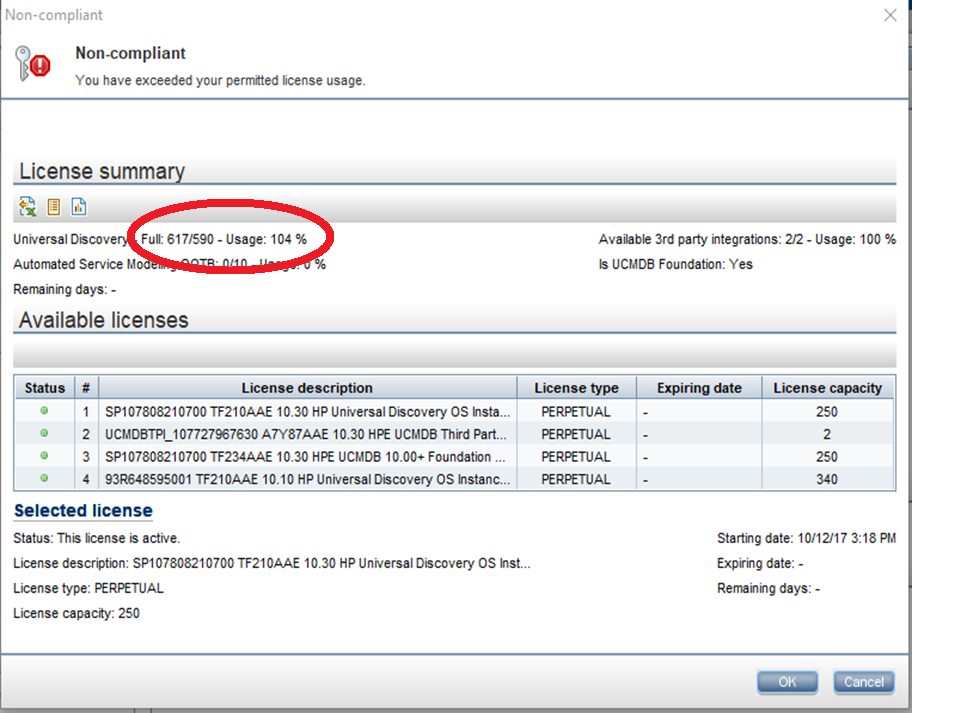 Non-compliant
Non-compliant
You have exceeded your permitted license usage.
License summary
Universal Discovery - Full: 617/590 - Usage: 104 % Available 3rd party integrations: 2/2 - Usage: 100 %
Automated Service Modeling OOTB: 0/10 - Usage: 0 % Is UCMDB Foundation: Yes
Remaining days: -
Available licenses
Status # License description License type Expiring date License capacity
1 SP107808210700 TF210AAE 10.30 HP Universal Discovery OS Insta... PERPETUAL - 250
2 UCMDBTPI_107727967630 A7Y87AAE 10.30 HPE UCMDB Third Part... PERPETUAL - 2
3 SP107808210700 TF234AAE 10.30 HPE UCMDB 10.00+ Foundation ... PERPETUAL - 250
4 93R648595001 TF210AAE 10.10 HP Universal Discovery OS Instanc... PERPETUAL - 340
Selected license
Status: This license is active. Starting date: 10/12/17 3:18 PM
License description: SP107808210700 TF210AAE 10.30 HP Universal Discovery OS Inst... Expiring date: -
License type: PERPETUAL Remaining days: -
License capacity: 250
OK Cancel